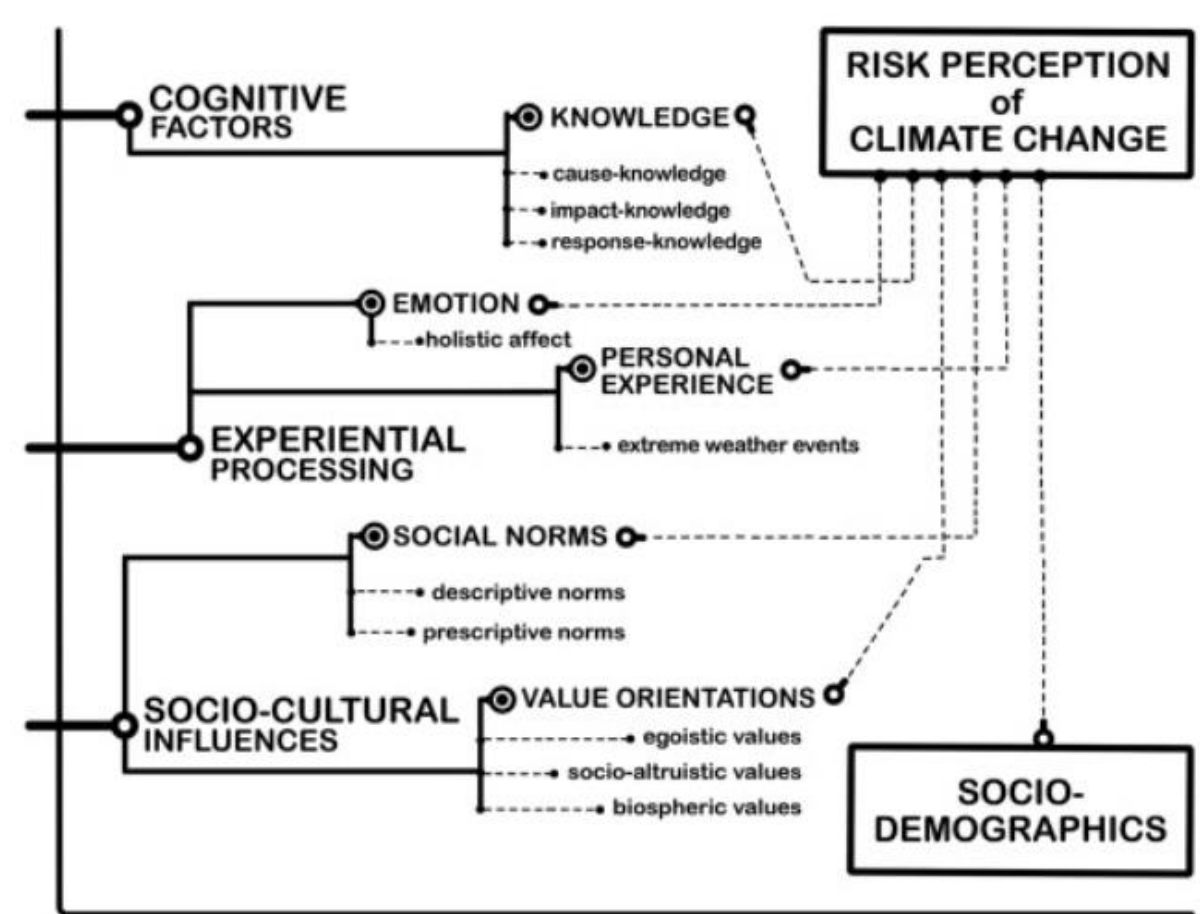 COGNITIVE
FACTORS
KNOWLEDGE
cause-knowledge
impact-knowledge
response-knowledge
RISK PERCEPTION
of
CLIMATE CHANGE
EMOTION
holistic affect
PERSONAL
EXPERIENCE
extreme weather events
EXPERIENTIAL
PROCESSING
SOCIAL NORMS
descriptive norms
prescriptive norms
SOCIO-CULTURAL
INFLUENCES
VALUE ORIENTATIONS
egoistic values
socio-altruistic values
biospheric values
SOCIO-
DEMOGRAPHICS